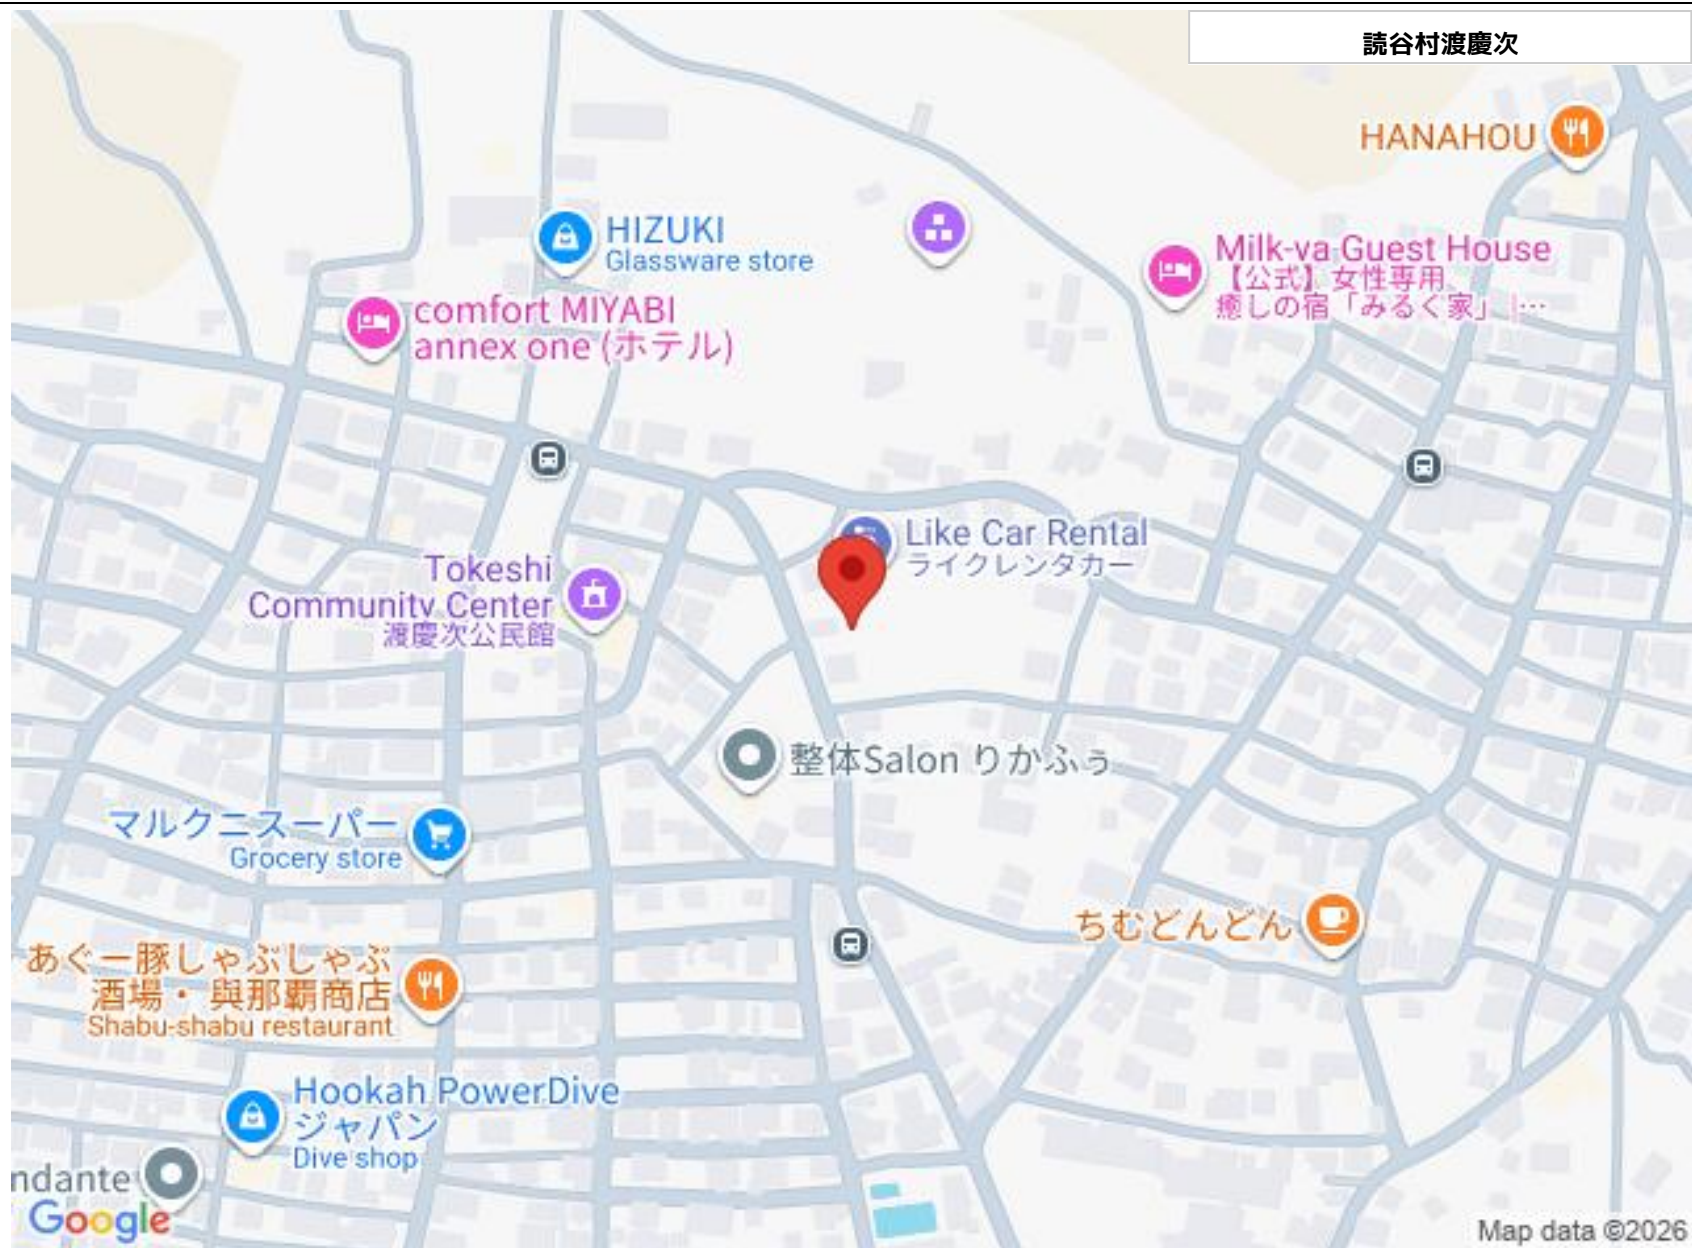 読谷村渡慶次
HANAHOU
HIZUKI
Glassware store
Milk-va Guest House
【公式】女性専用
癒しの宿「みるく家」 |…
comfort MIYABI
annex one (ホテル)
Like Car Rental
ライクレンタカー
Tokeshi
Community Center
渡慶次公民館
整体Salon りかふぅ
マルクニスーパー
Grocery store
ちむどんどん
あぐー豚しゃぶしゃぶ
酒場・與那覇商店
Shabu-shabu restaurant
Hookah PowerDive
ジャパン
Dive shop
ndante
Google
Map data ©2026